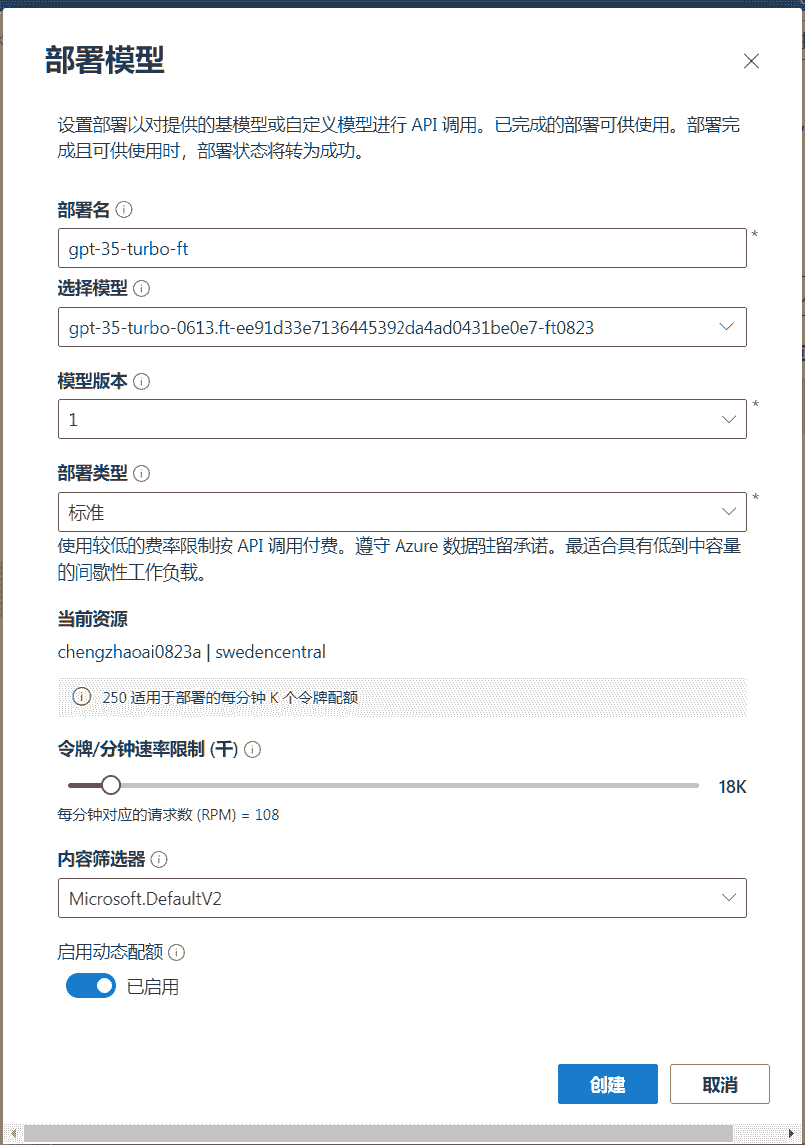 部署模型
设置部署以对提供的基模型或自定义模型进行 API 调用。已完成的部署可供使用。部署完
成且可供使用时，部署状态将转为成功。
部署名
*
gpt-35-turbo-ft
选择模型
gpt-35-turbo-0613.ft-ee91d33e7136445392da4ad0431be0e7-ft0823
模型版本
*
1
部署类型
*
标准
使用较低的费率限制按 API 调用付费。遵守 Azure 数据驻留承诺。最适合具有低到中容量
的间歇性工作负载。
当前资源
chengzhaoai0823a | swedencentral
250 适用于部署的每分钟 K 个令牌配额
令牌/分钟速率限制 (千)
18K
每分钟对应的请求数 (RPM) = 108
内容筛选器
Microsoft.DefaultV2
启用动态配额
已启用
创建
取消